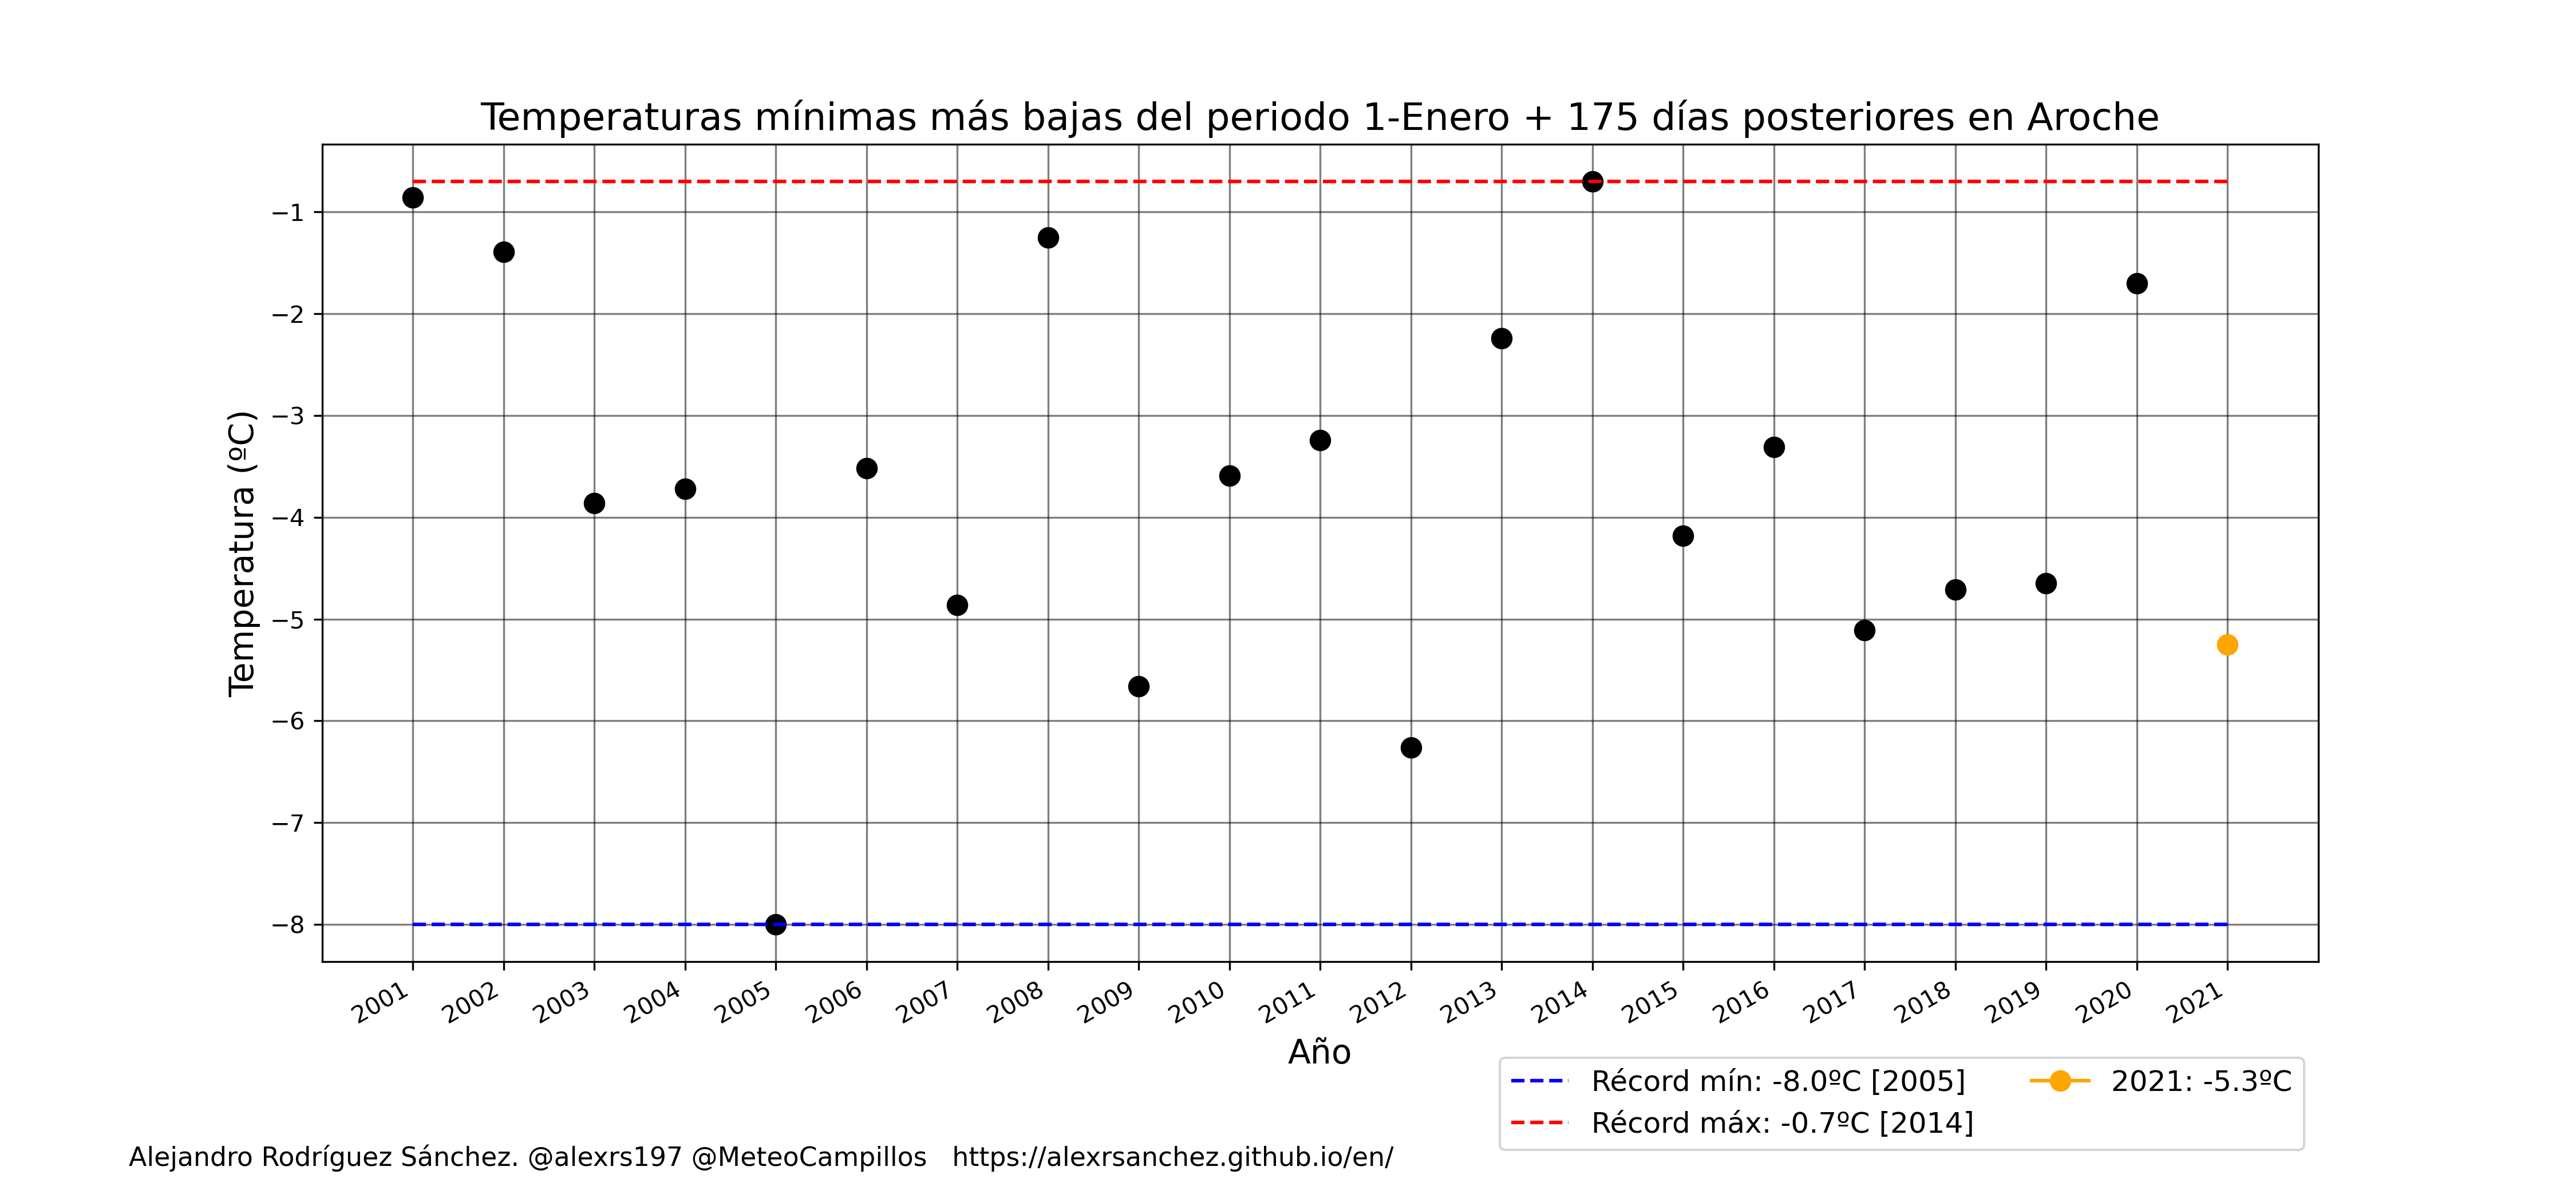 Temperaturas mínimas más bajas del periodo 1-Enero + 175 días posteriores en Aroche
Temperatura (ºC)
−1
−2
−3
−4
−5
−6
−7
−8
2001 2002 2003 2004 2005 2006 2007 2008 2009 2010 2011 2012 2013 2014 2015 2016 2017 2018 2019 2020 2021
Año
Récord mín: -8.0ºC [2005]
Récord máx: -0.7ºC [2014]
2021: -5.3ºC
Alejandro Rodríguez Sánchez. @alexrs197 @MeteoCampillos https://alexrsanchez.github.io/en/